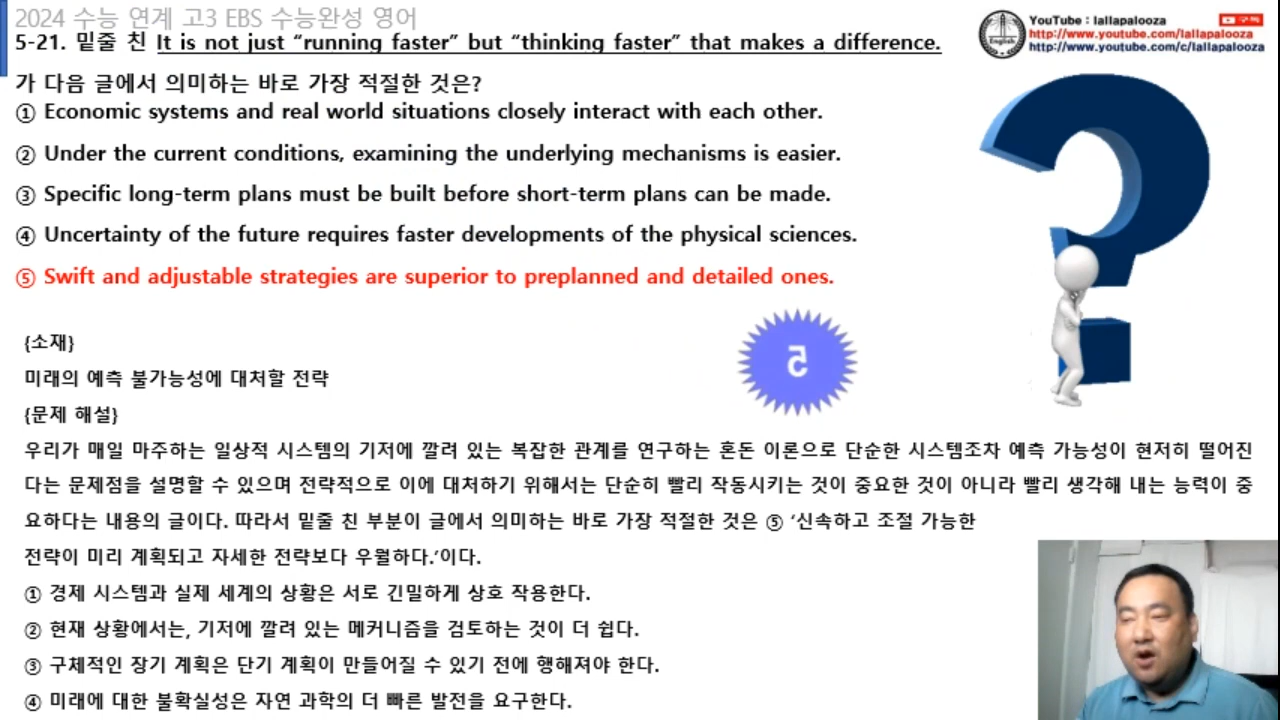 2024 수능 연계 고3 EBS 수능완성 영어
5-21. 밑줄 친 It is not just “running faster” but “thinking faster” that makes a difference.
가 다음 글에서 의미하는 바로 가장 적절한 것은?
① Economic systems and real world situations closely interact with each other.
② Under the current conditions, examining the underlying mechanisms is easier.
③ Specific long-term plans must be built before short-term plans can be made.
④ Uncertainty of the future requires faster developments of the physical sciences.
⑤ Swift and adjustable strategies are superior to preplanned and detailed ones.
YouTube : lallapalooza
구독
http://www.youtube.com/lallapalooza
http://www.youtube.com/c/lallapalooza
English
5
{소재}
미래의 예측 불가능성에 대처할 전략
{문제 해설}
우리가 매일 마주하는 일상적 시스템의 기저에 깔려 있는 복잡한 관계를 연구하는 혼돈 이론으로 단순한 시스템조차 예측 가능성이 현저히 떨어진
다는 문제점을 설명할 수 있으며 전략적으로 이에 대처하기 위해서는 단순히 빨리 작동시키는 것이 중요한 것이 아니라 빨리 생각해 내는 능력이 중
요하다는 내용의 글이다. 따라서 밑줄 친 부분이 글에서 의미하는 바로 가장 적절한 것은 ⑤ ‘신속하고 조절 가능한
전략이 미리 계획되고 자세한 전략보다 우월하다.’이다.
① 경제 시스템과 실제 세계의 상황은 서로 긴밀하게 상호 작용한다.
② 현재 상황에서는, 기저에 깔려 있는 메커니즘을 검토하는 것이 더 쉽다.
③ 구체적인 장기 계획은 단기 계획이 만들어질 수 있기 전에 행해져야 한다.
④ 미래에 대한 불확실성은 자연 과학의 더 빠른 발전을 요구한다.